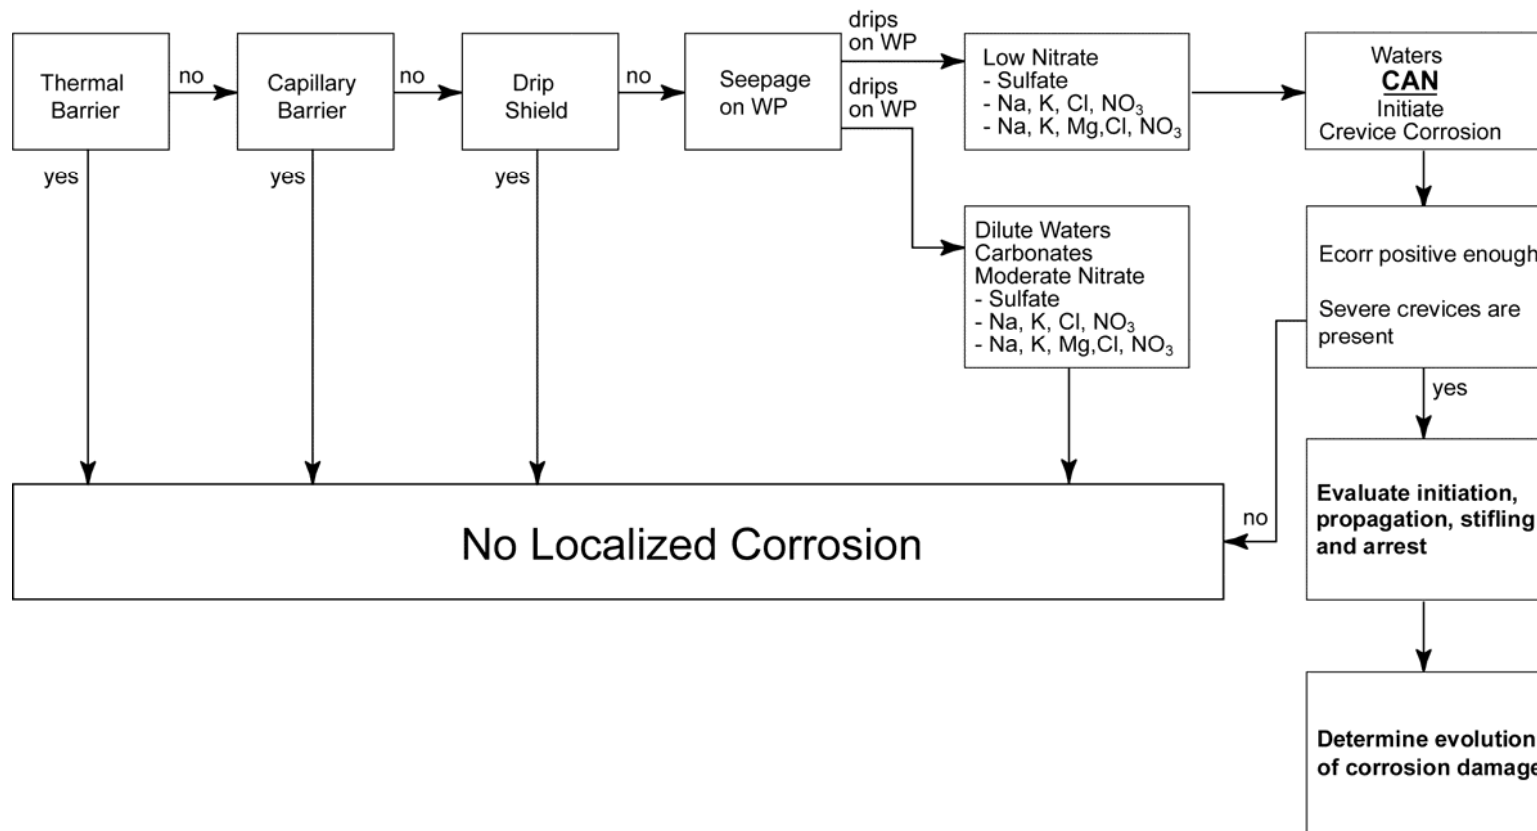 Thermal
Barrier
no
Capillary
Barrier
no
Drip
Shield
no
Seepage
on WP
drips
on WP
drips
on WP
Low Nitrate
- Sulfate
- Na, K, Cl, NO₃
- Na, K, Mg,Cl, NO₃
Waters
CAN
Initiate
Crevice Corrosion
yes
yes
yes
Dilute Waters
Carbonates
Moderate Nitrate
- Sulfate
- Na, K, Cl, NO₃
- Na, K, Mg,Cl, NO₃
Ecorr positive enough
Severe crevices are
present
yes
No Localized Corrosion
no
Evaluate initiation,
propagation, stifling
and arrest
Determine evolution
of corrosion damage